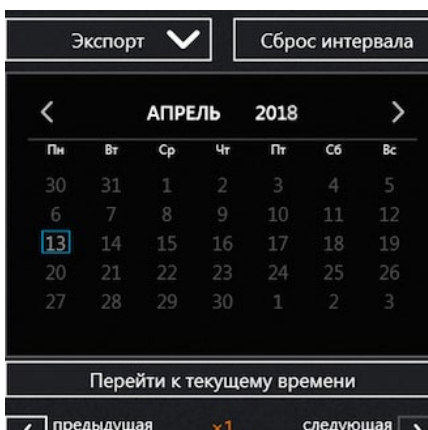 Экспорт Сброс интервала
АПРЕЛЬ 2018
Пн Вт Ср Чт Пт Сб Вс
30 31 1 2 3 4 5
6 7 8 9 10 11 12
13 14 15 16 17 18 19
20 21 22 23 24 25 26
27 28 29 30 1 2 3
Перейти к текущему времени
предыдущая x1 следующая